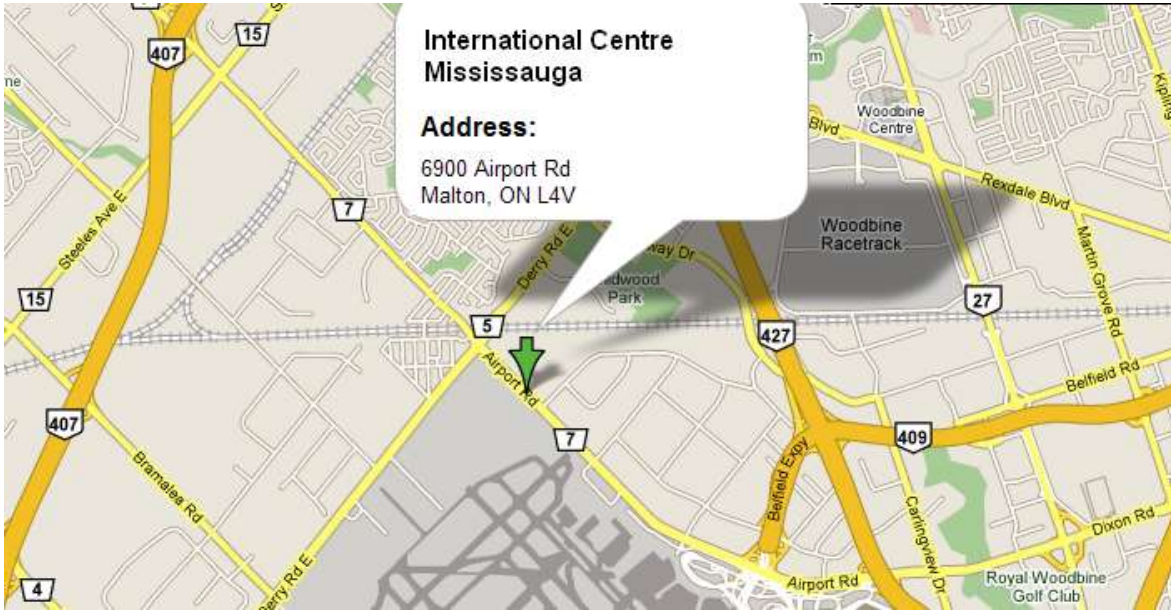 International Centre
Mississauga
Address:
6900 Airport Rd
Malton, ON L4V
407
15
7
Steeles Ave E
15
Derry Rd E
way Dr
dwood
Park
Blvd
Woodbine
Centre
Kipling
Rexdale Blvd
Woodbine
Racetrack
Martin Grove Rd
27
5
427
Airport Rd
Belfield Rd
407
7
409
Bramalea Rd
Belfield Expy
Carlingview Dr
Dixon Rd
4
Derry Rd E
Airport Rd
Royal Woodbine
Golf Club